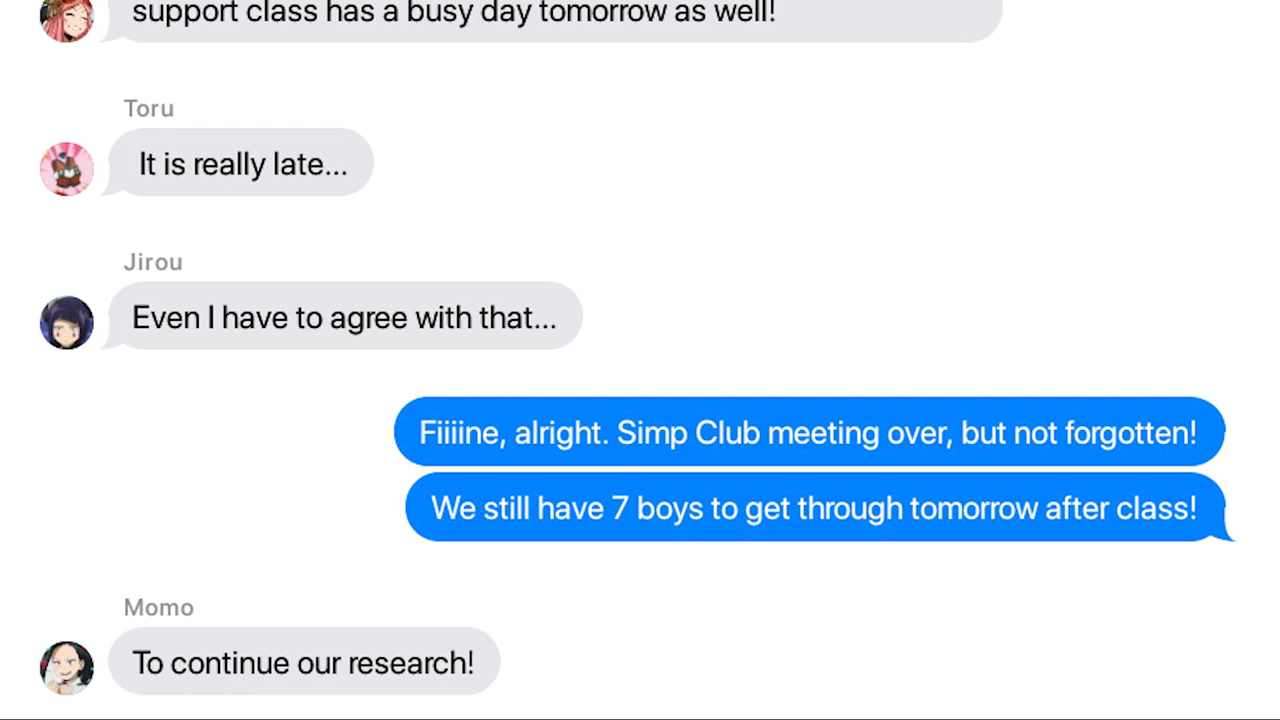 support class has a busy day tomorrow as well!
Toru
It is really late...
Jirou
Even I have to agree with that...
Fiiiine, alright. Simp Club meeting over, but not forgotten!
We still have 7 boys to get through tomorrow after class!
Momo
To continue our research!